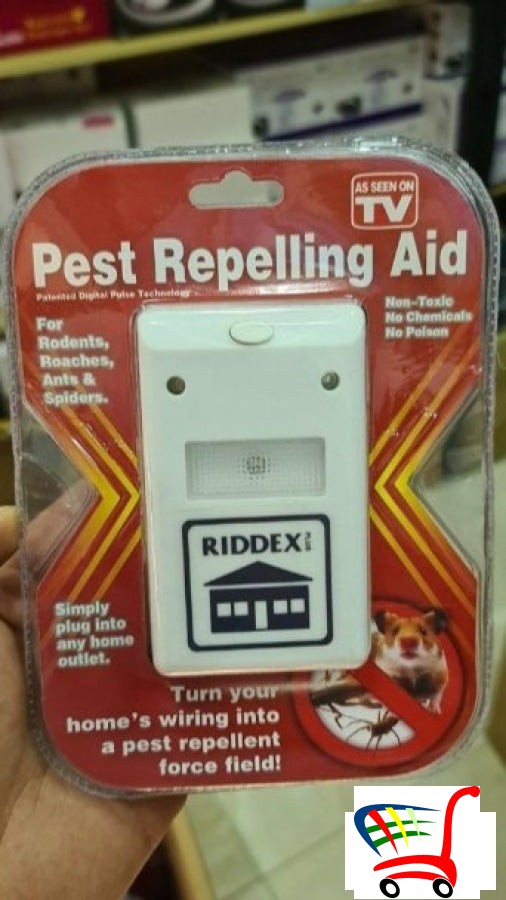 AS SEEN ON
TV
Pest Repelling Aid
Patented Digital Pulse Technology
For
Rodents,
Roaches,
Ants &
Spiders.
Non-Toxic
No Chemicals
No Poison
RIDDEX PLUS
Simply
plug into
any home
outlet.
Turn your
home's wiring into
a pest repellent
force field!